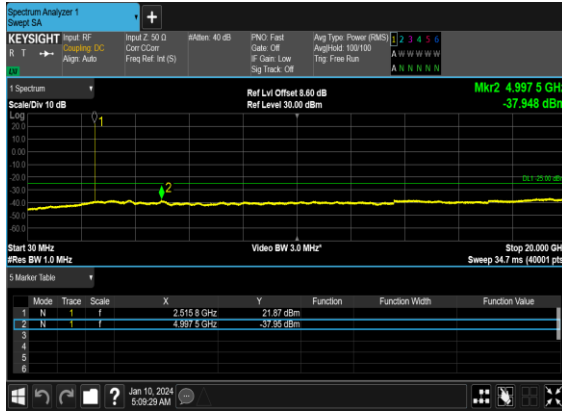 Spectrum Analyzer 1
Swept SA
+
KEYSIGHT Input: RF Input Z: 50 Ω #Atten: 40 dB PNO: Fast Avg Type: Power (RMS) 1 2 3 4 5 6
R T Coupling: DC Corr CCorr Gate: Off Avg|Hold: 100/100 A W W W W W
Align: Auto Freq Ref: Int (S) IF Gain: Low Trig: Free Run
LU Sig Track: Off A N N N N N
1 Spectrum Ref Lvl Offset 8.60 dB Mkr2 4.997 5 GHz
Scale/Div 10 dB Ref Level 30.00 dBm -37.948 dBm
Log
1
20.0
10.0
0.00
-10.0
-20.0
DL1 -25.00 dBm
-30.0
2
-40.0
-50.0
-60.0
Start 30 MHz Video BW 3.0 MHz* Stop 20.000 GHz
#Res BW 1.0 MHz Sweep 34.7 ms (40001 pts)
5 Marker Table
Mode Trace Scale X Y Function Function Width Function Value
1 N 1 f 2.515 8 GHz 21.87 dBm
2 N 1 f 4.997 5 GHz -37.95 dBm
3
4
5
6
? Jan 10, 2024
5:09:29 AM